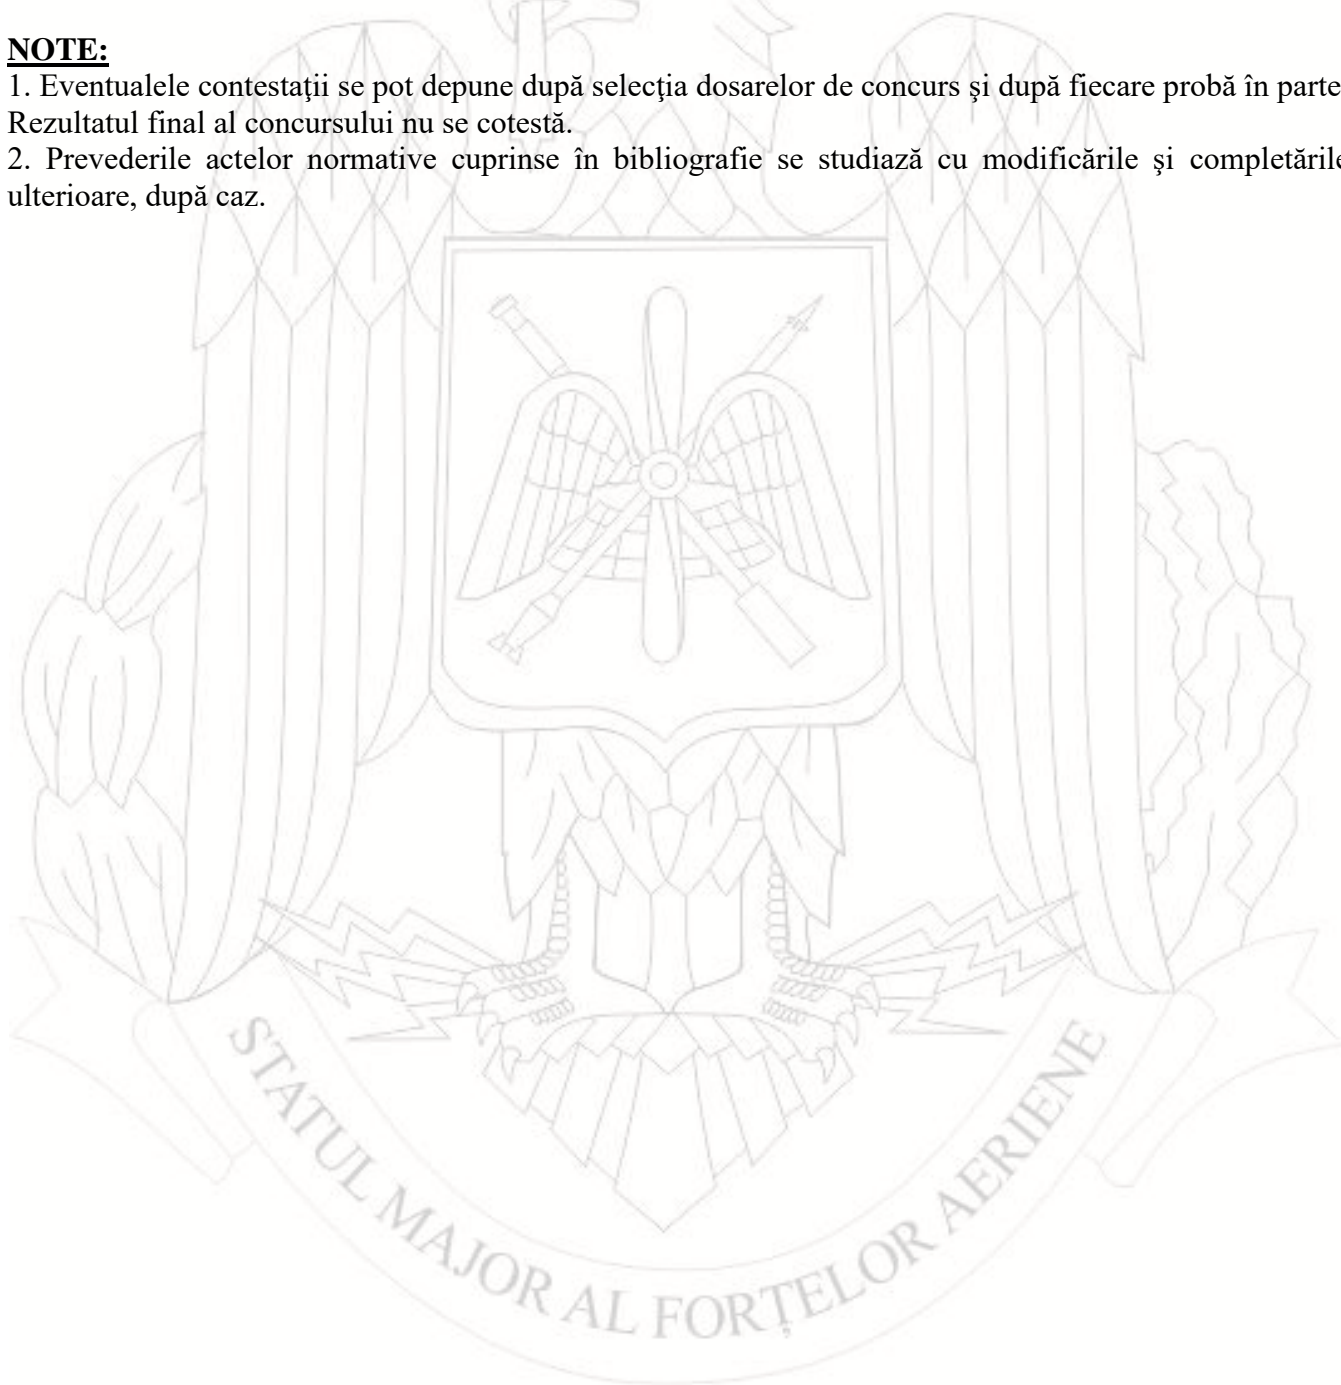 NOTE:
1. Eventualele contestaţii se pot depune după selecţia dosarelor de concurs şi după fiecare probă în parte
Rezultatul final al concursului nu se cotestă.
2. Prevederile actelor normative cuprinse în bibliografie se studiază cu modificările şi completările
ulterioare, după caz.
STATUL MAJOR AL FORȚELOR AERIENE